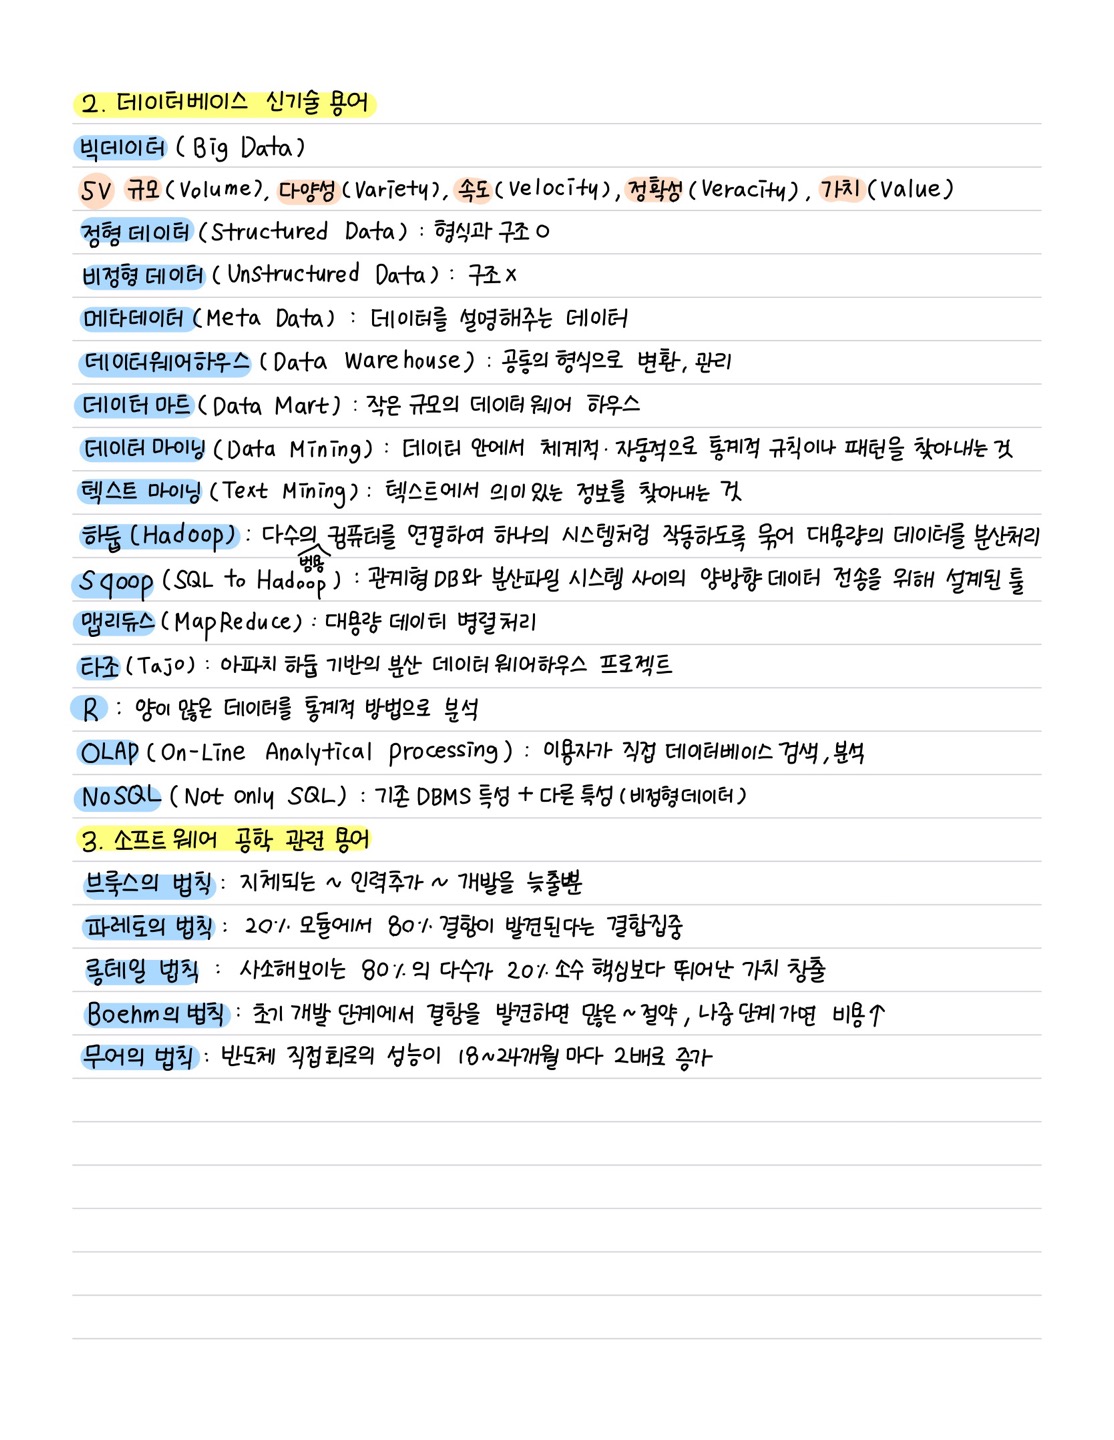 2. 데이터베이스 신기술 용어
빅데이터 (Big Data)
5V 규모(Volume), 다양성(Variety), 속도(Velocity), 정확성(Veracity), 가치(Value)
정형 데이터 (Structured Data) : 형식과 구조 O
비정형 데이터 (Unstructured Data) : 구조 X
메타데이터 (Meta Data) : 데이터를 설명해주는 데이터
데이터웨어하우스 (Data Warehouse) : 공통의 형식으로 변환, 관리
데이터 마트 (Data Mart) : 작은 규모의 데이터 웨어 하우스
데이터 마이닝 (Data Mining) : 데이터 안에서 체계적·자동적으로 통계적 규칙이나 패턴을 찾아내는 것
텍스트 마이닝 (Text Mining) : 텍스트에서 의미있는 정보를 찾아내는 것
하둡 (Hadoop) : 다수의 범용 컴퓨터를 연결하여 하나의 시스템처럼 작동하도록 묶어 대용량의 데이터를 분산처리
Sqoop (SQL to Hadoop) : 관계형 DB와 분산파일 시스템 사이의 양방향 데이터 전송을 위해 설계된 툴
맵리듀스 (MapReduce) : 대용량 데이터 병렬처리
타조 (Tajo) : 아파치 하둡 기반의 분산 데이터 웨어하우스 프로젝트
R : 양이 많은 데이터를 통계적 방법으로 분석
OLAP (On-Line Analytical processing) : 이용자가 직접 데이터베이스 검색, 분석
NoSQL (Not only SQL) : 기존 DBMS 특성 + 다른 특성 (비정형데이터)
3. 소프트웨어 공학 관련 용어
브룩스의 법칙 : 지체되는 ~ 인력추가 ~ 개발을 늦출뿐
파레토의 법칙 : 20% 모듈에서 80% 결함이 발견된다는 결합집중
롱테일 법칙 : 사소해보이는 80%의 다수가 20% 소수 핵심보다 뛰어난 가치 창출
Boehm의 법칙 : 초기 개발 단계에서 결함을 발견하면 많은 ~ 절약, 나중 단계 가면 비용↑
무어의 법칙 : 반도체 직접회로의 성능이 18~24개월 마다 2배로 증가